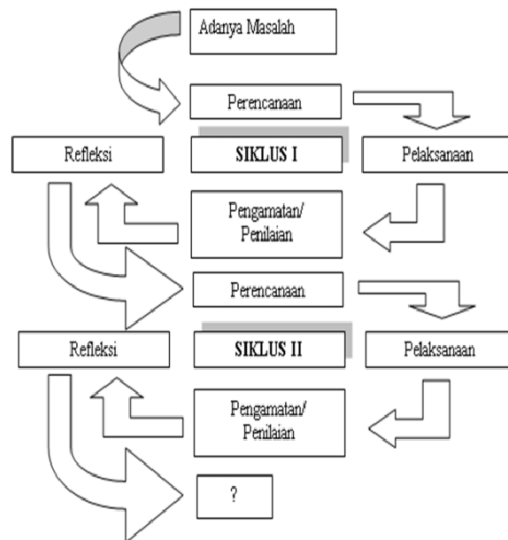 Adanya Masalah
Perencanaan
Refleksi
SIKLUS I
Pelaksanaan
Pengamatan/
Penilaian
Perencanaan
Refleksi
SIKLUS II
Pelaksanaan
Pengamatan/
Penilaian
?